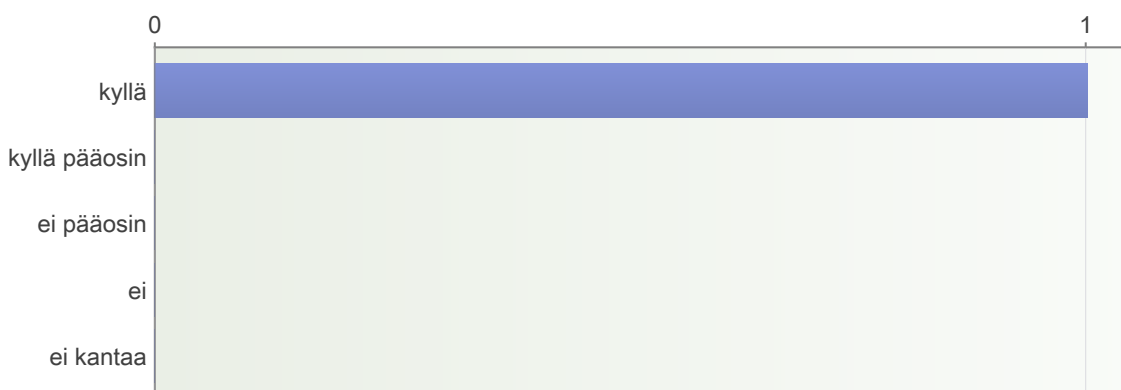 0 1
kyllä
kyllä pääosin
ei pääosin
ei
ei kantaa